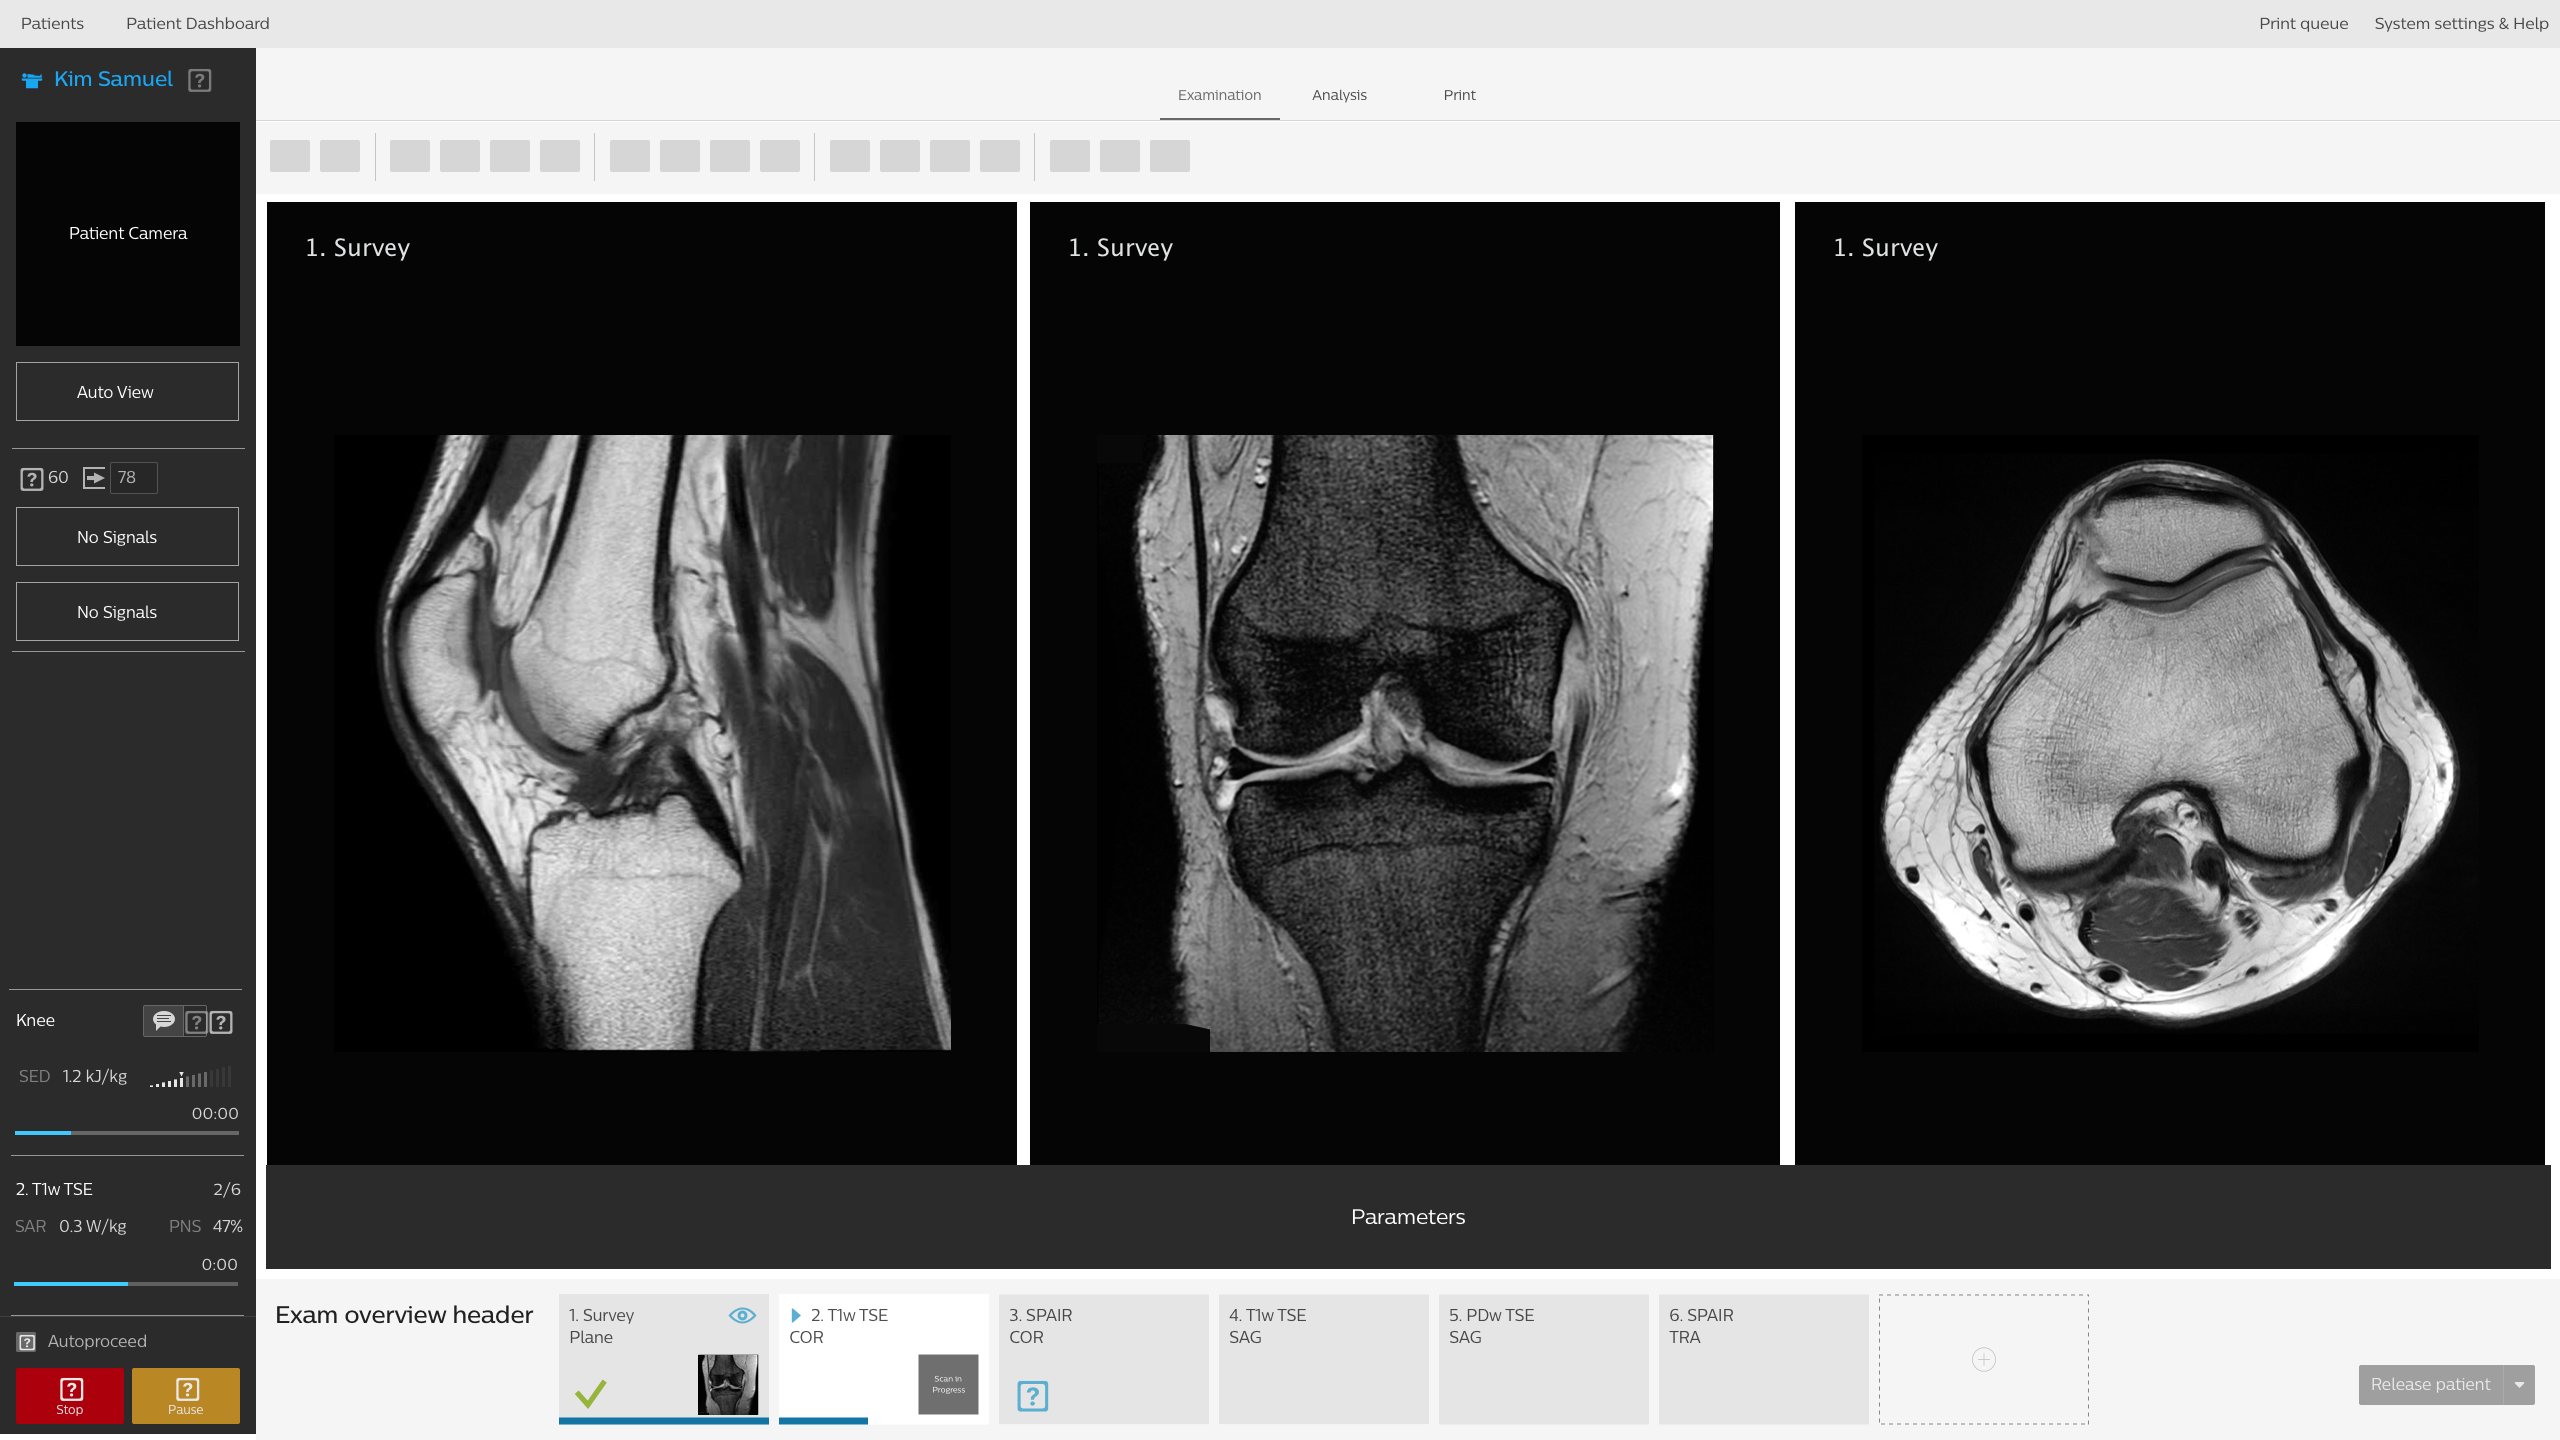 Patients
Patient Dashboard
Print queue
System settings & Help
Kim Samuel
Examination
Analysis
Print
Patient Camera
Auto View
60
78
No Signals
No Signals
1. Survey
1. Survey
1. Survey
Knee
SED 1.2 kJ/kg
00:00
2. T1w TSE 2/6
SAR 0.3 W/kg PNS 47%
0:00
Autoproceed
Stop
Pause
Parameters
Exam overview header
1. Survey
Plane
2. T1w TSE
COR
Scan In
Progress
3. SPAIR
COR
4. T1w TSE
SAG
5. PDw TSE
SAG
6. SPAIR
TRA
Release patient